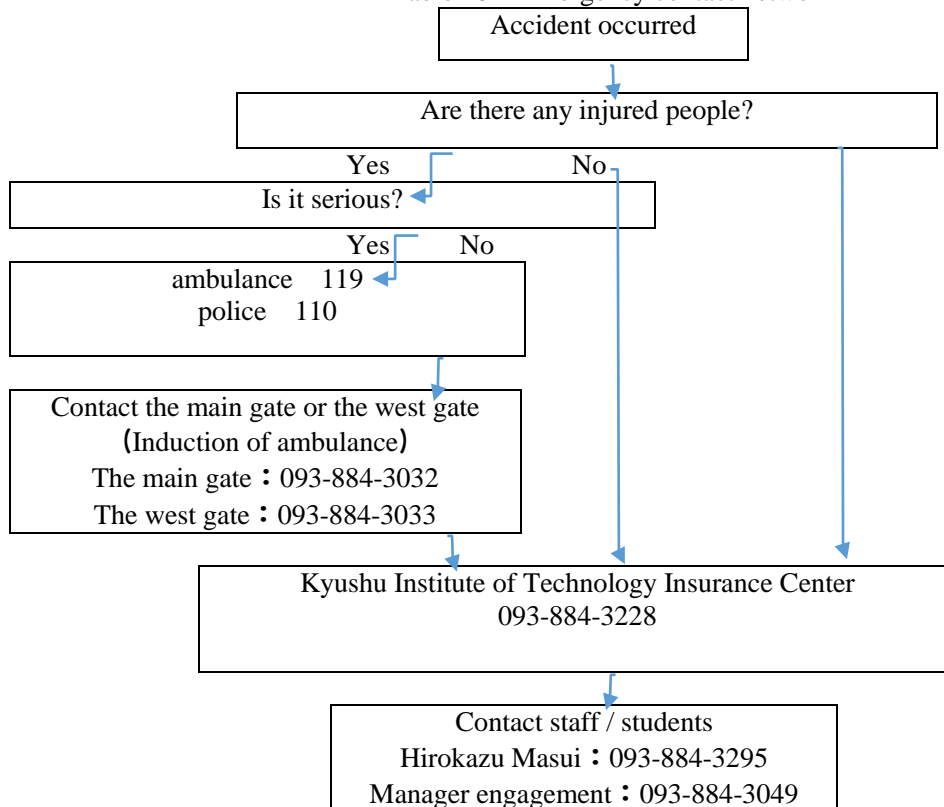 Accident occurred
Are there any injured people?
Yes No
Is it serious?
Yes No
ambulance 119
police 110
Contact the main gate or the west gate
(Induction of ambulance)
The main gate：093-884-3032
The west gate：093-884-3033
Kyushu Institute of Technology Insurance Center
093-884-3228
Contact staff / students
Hirokazu Masui：093-884-3295
Manager engagement：093-884-3049